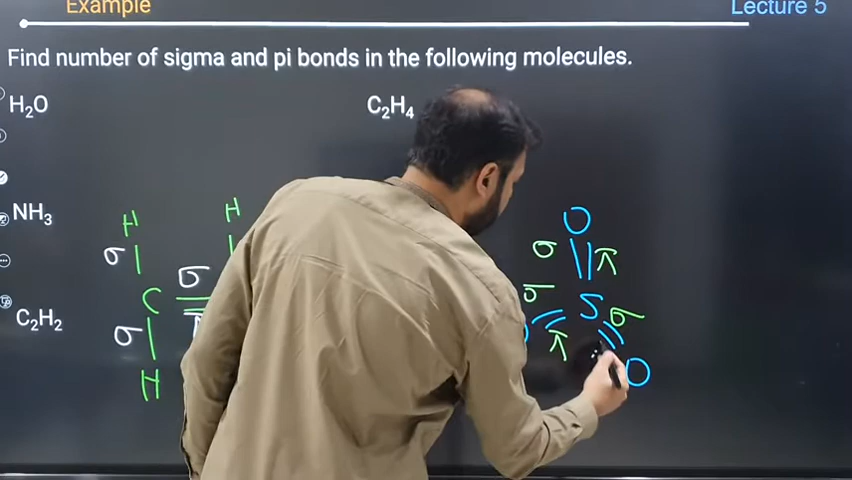 Example
Lecture 5
Find number of sigma and pi bonds in the following molecules.
H₂O
C₂H₄
NH₃
C₂H₂
H H
σ
C σ
σ
H
O
σ
σ
S σ
O